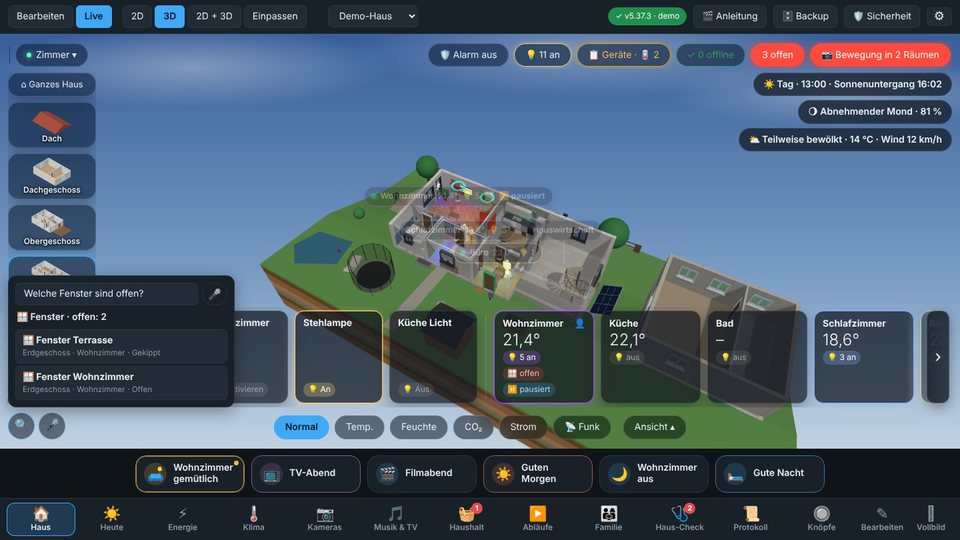 Bearbeiten Live 2D 3D 2D + 3D Einpassen Demo-Haus ✓ v5.37.3 · demo Anleitung Backup Sicherheit
Zimmer ▾ Alarm aus 11 an Geräte · 2 ✓ 0 offline 3 offen Bewegung in 2 Räumen
⌂ Ganzes Haus
Tag · 13:00 · Sonnenuntergang 16:02
Abnehmender Mond · 81 %
Teilweise bewölkt · 14 °C · Wind 12 km/h
Dach
Dachgeschoss
Obergeschoss
Wohnzimmer pausiert
Schlafzimmer Hauswirtschaft
Büro
Welche Fenster sind offen?
Fenster · offen: 2
Fenster Terrasse
Erdgeschoss · Wohnzimmer · Gekippt
Fenster Wohnzimmer
Erdgeschoss · Wohnzimmer · Offen
zimmer
tivieren
Stehlampe
An
Küche Licht
Aus
Wohnzimmer
21,4°
5 an
offen
pausiert
Küche
22,1°
aus
Bad
–
aus
Schlafzimmer
18,6°
3 an
›
Normal Temp. Feuchte CO₂ Strom Funk Ansicht ▴
Wohnzimmer gemütlich
TV-Abend
Filmabend
Guten Morgen
Wohnzimmer aus
Gute Nacht
Haus Heute Energie Klima Kameras Musik & TV Haushalt 1 Abläufe Familie Haus-Check 2 Protokoll Knöpfe Bearbeiten Vollbild